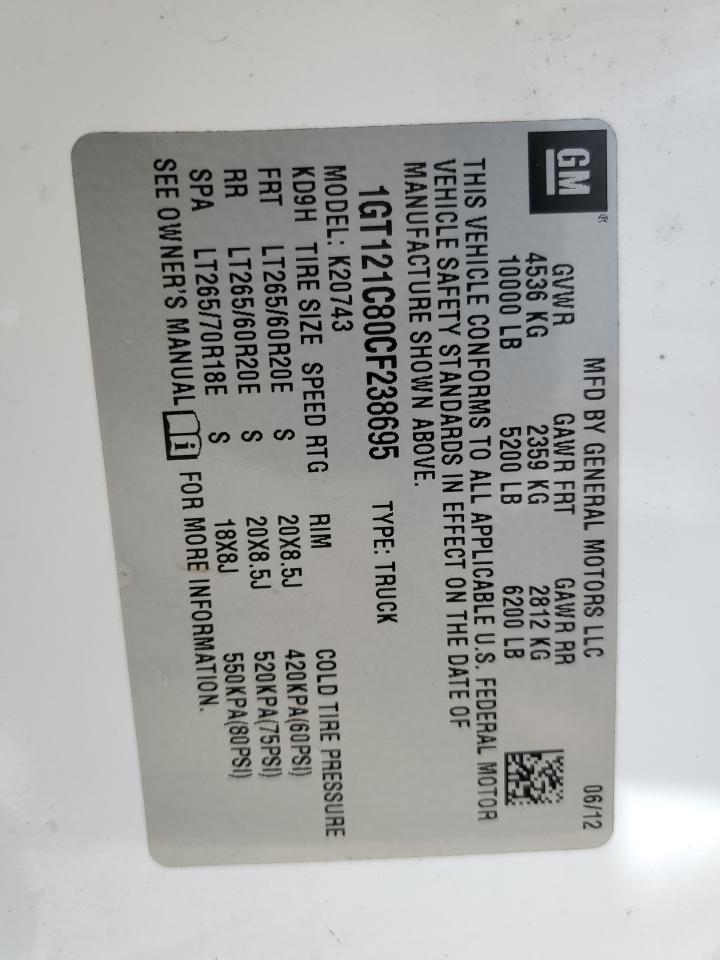 GM®
MFD BY GENERAL MOTORS LLC 06/12
GVWR GAWR FRT GAWR RR
4536 KG 2359 KG 2812 KG
10000 LB 5200 LB 6200 LB
THIS VEHICLE CONFORMS TO ALL APPLICABLE U.S. FEDERAL MOTOR
VEHICLE SAFETY STANDARDS IN EFFECT ON THE DATE OF
MANUFACTURE SHOWN ABOVE.
1GT121C80CF238695 TYPE: TRUCK
MODEL: K20743
KD9H TIRE SIZE SPEED RTG RIM COLD TIRE PRESSURE
FRT LT265/60R20E S 20X8.5J 420KPA(60PSI)
RR LT265/60R20E S 20X8.5J 520KPA(75PSI)
SPA LT265/70R18E S 18X8J 550KPA(80PSI)
SEE OWNER'S MANUAL i FOR MORE INFORMATION.